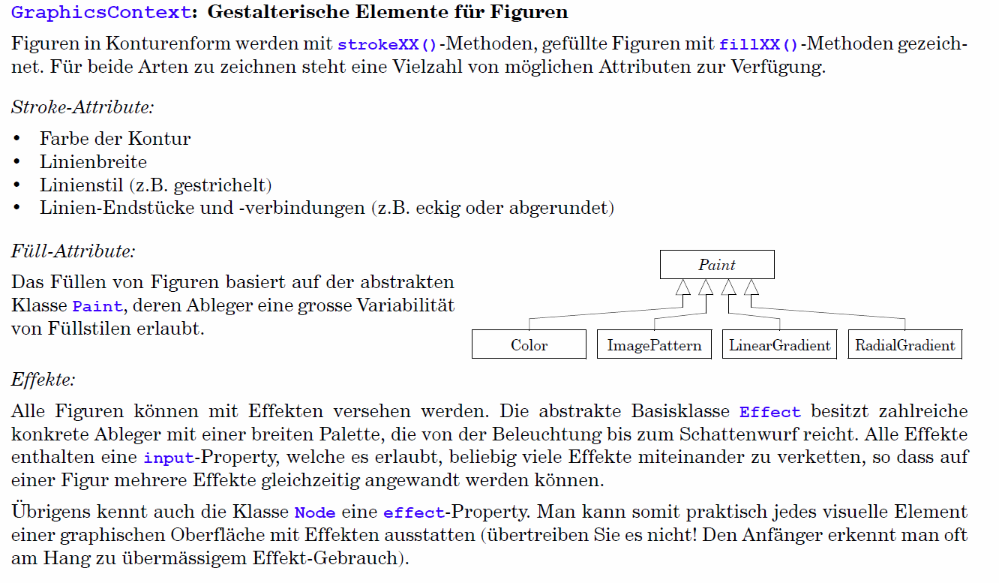 GraphicsContext: Gestalterische Elemente für Figuren
Figuren in Konturenform werden mit strokeXX()-Methoden, gefüllte Figuren mit fillXX()-Methoden gezeich-
net. Für beide Arten zu zeichnen steht eine Vielzahl von möglichen Attributen zur Verfügung.
Stroke-Attribute:
• Farbe der Kontur
• Linienbreite
• Linienstil (z.B. gestrichelt)
• Linien-Endstücke und -verbindungen (z.B. eckig oder abgerundet)
Füll-Attribute:
Das Füllen von Figuren basiert auf der abstrakten
Klasse Paint, deren Ableger eine grosse Variabilität
von Füllstilen erlaubt.
Paint
Color
ImagePattern
LinearGradient
RadialGradient
Effekte:
Alle Figuren können mit Effekten versehen werden. Die abstrakte Basisklasse Effect besitzt zahlreiche
konkrete Ableger mit einer breiten Palette, die von der Beleuchtung bis zum Schattenwurf reicht. Alle Effekte
enthalten eine input-Property, welche es erlaubt, beliebig viele Effekte miteinander zu verketten, so dass auf
einer Figur mehrere Effekte gleichzeitig angewandt werden können.
Übrigens kennt auch die Klasse Node eine effect-Property. Man kann somit praktisch jedes visuelle Element
einer graphischen Oberfläche mit Effekten ausstatten (übertreiben Sie es nicht! Den Anfänger erkennt man oft
am Hang zu übermässigem Effekt-Gebrauch).